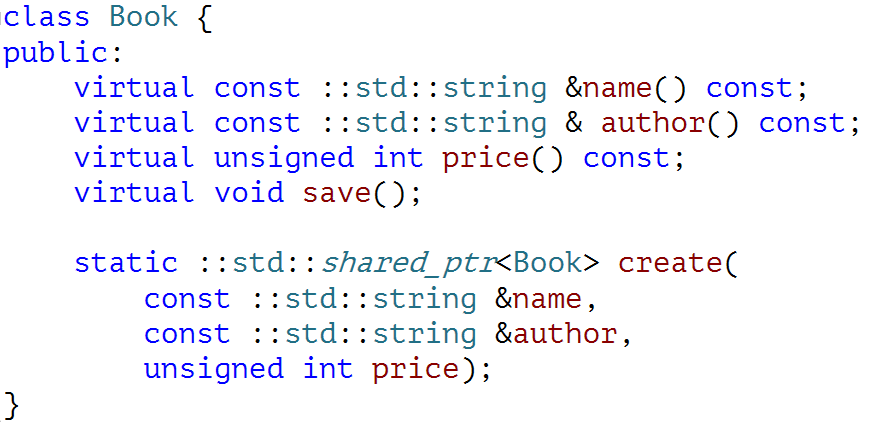 class Book {
public:
    virtual const ::std::string &name() const;
    virtual const ::std::string & author() const;
    virtual unsigned int price() const;
    virtual void save();

    static ::std::shared_ptr<Book> create(
        const ::std::string &name,
        const ::std::string &author,
        unsigned int price);
}